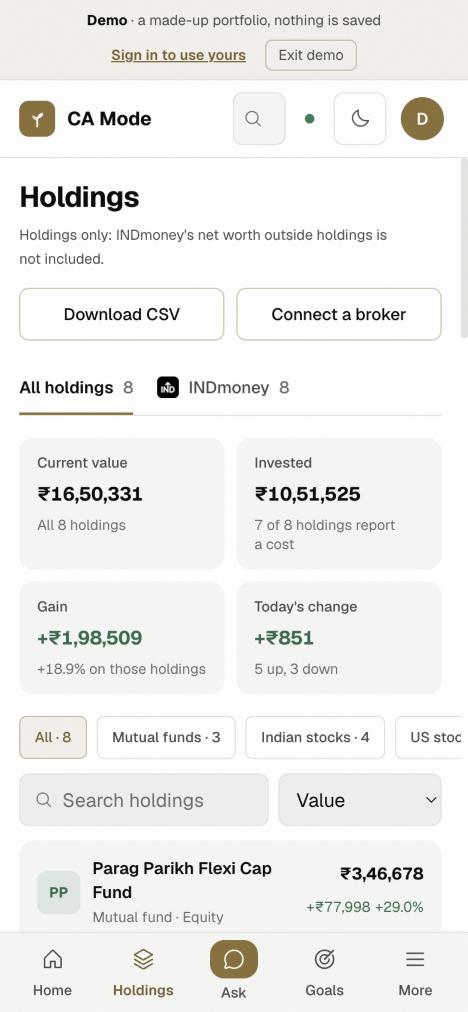 Demo · a made-up portfolio, nothing is saved
Sign in to use yours Exit demo
CA Mode D
Holdings
Holdings only: INDmoney's net worth outside holdings is
not included.
Download CSV Connect a broker
All holdings 8 IND INDmoney 8
Current value
₹16,50,331
All 8 holdings
Invested
₹10,51,525
7 of 8 holdings report
a cost
Gain
+₹1,98,509
+18.9% on those holdings
Today's change
+₹851
5 up, 3 down
All · 8 Mutual funds · 3 Indian stocks · 4 US stoc
Search holdings Value
PP
Parag Parikh Flexi Cap
Fund
Mutual fund · Equity
₹3,46,678
+₹77,998 +29.0%
Home Holdings Ask Goals More